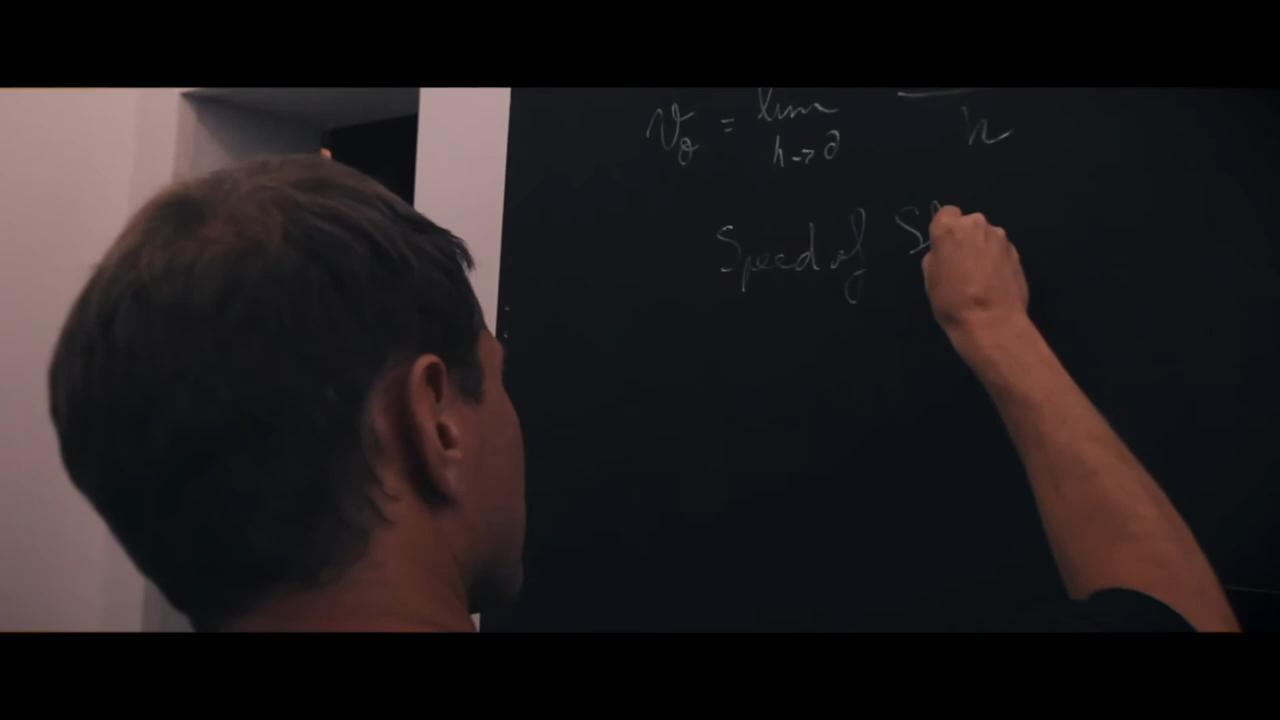 v₀ = lim h→0 — h
Speed of